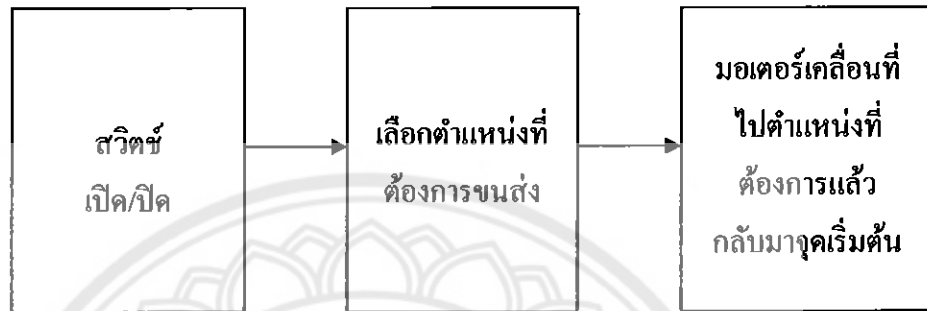 สวิตช์
เปิด/ปิด
เลือกตำแหน่งที่
ต้องการขนส่ง
มอเตอร์เคลื่อนที่
ไปตำแหน่งที่
ต้องการแล้ว
กลับมาจุดเริ่มต้น